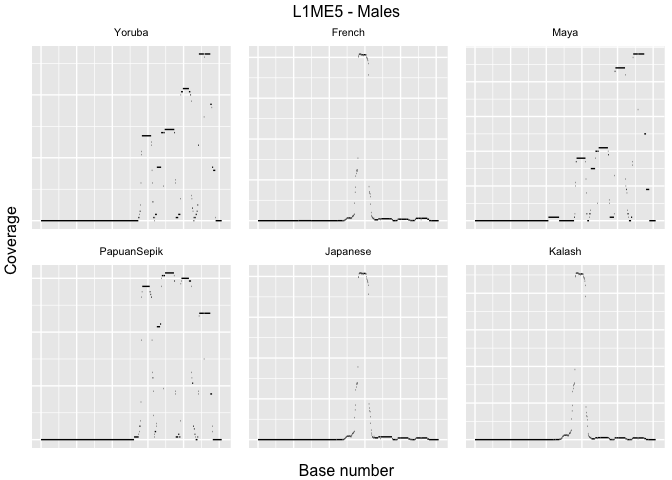 L1ME5 - Males
Yoruba French Maya
Coverage
PapuanSepik Japanese Kalash
Base number